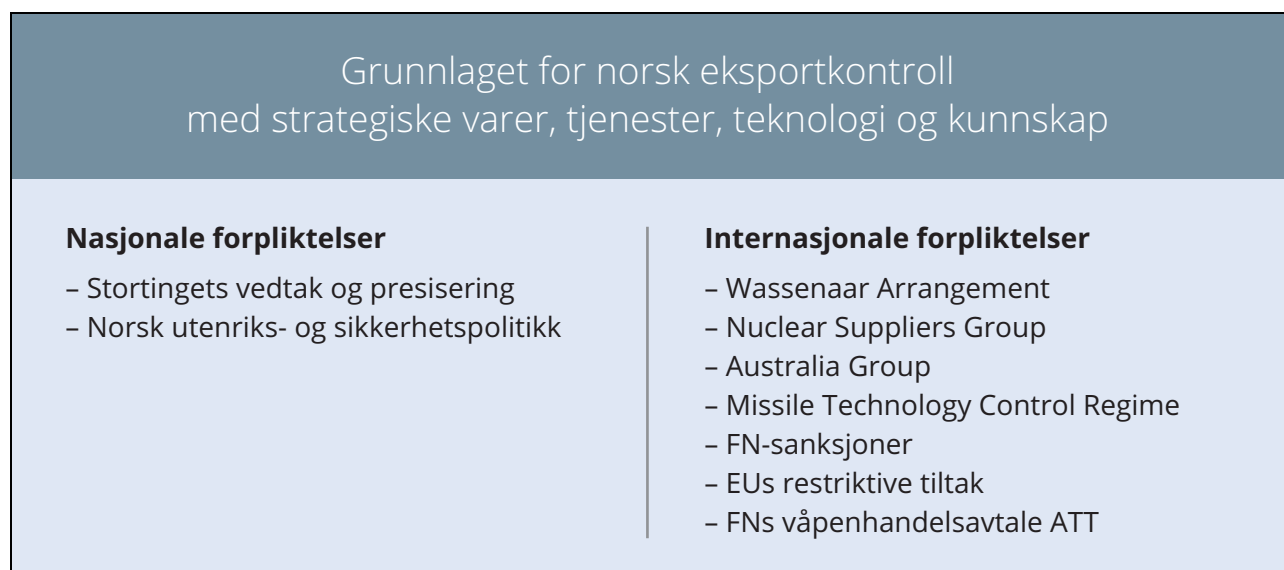 Grunnlaget for norsk eksportkontroll
med strategiske varer, tjenester, teknologi og kunnskap
Nasjonale forpliktelser
– Stortingets vedtak og presisering
– Norsk utenriks- og sikkerhetspolitikk
Internasjonale forpliktelser
– Wassenaar Arrangement
– Nuclear Suppliers Group
– Australia Group
– Missile Technology Control Regime
– FN-sanksjoner
– EUs restriktive tiltak
– FNs våpenhandelsavtale ATT